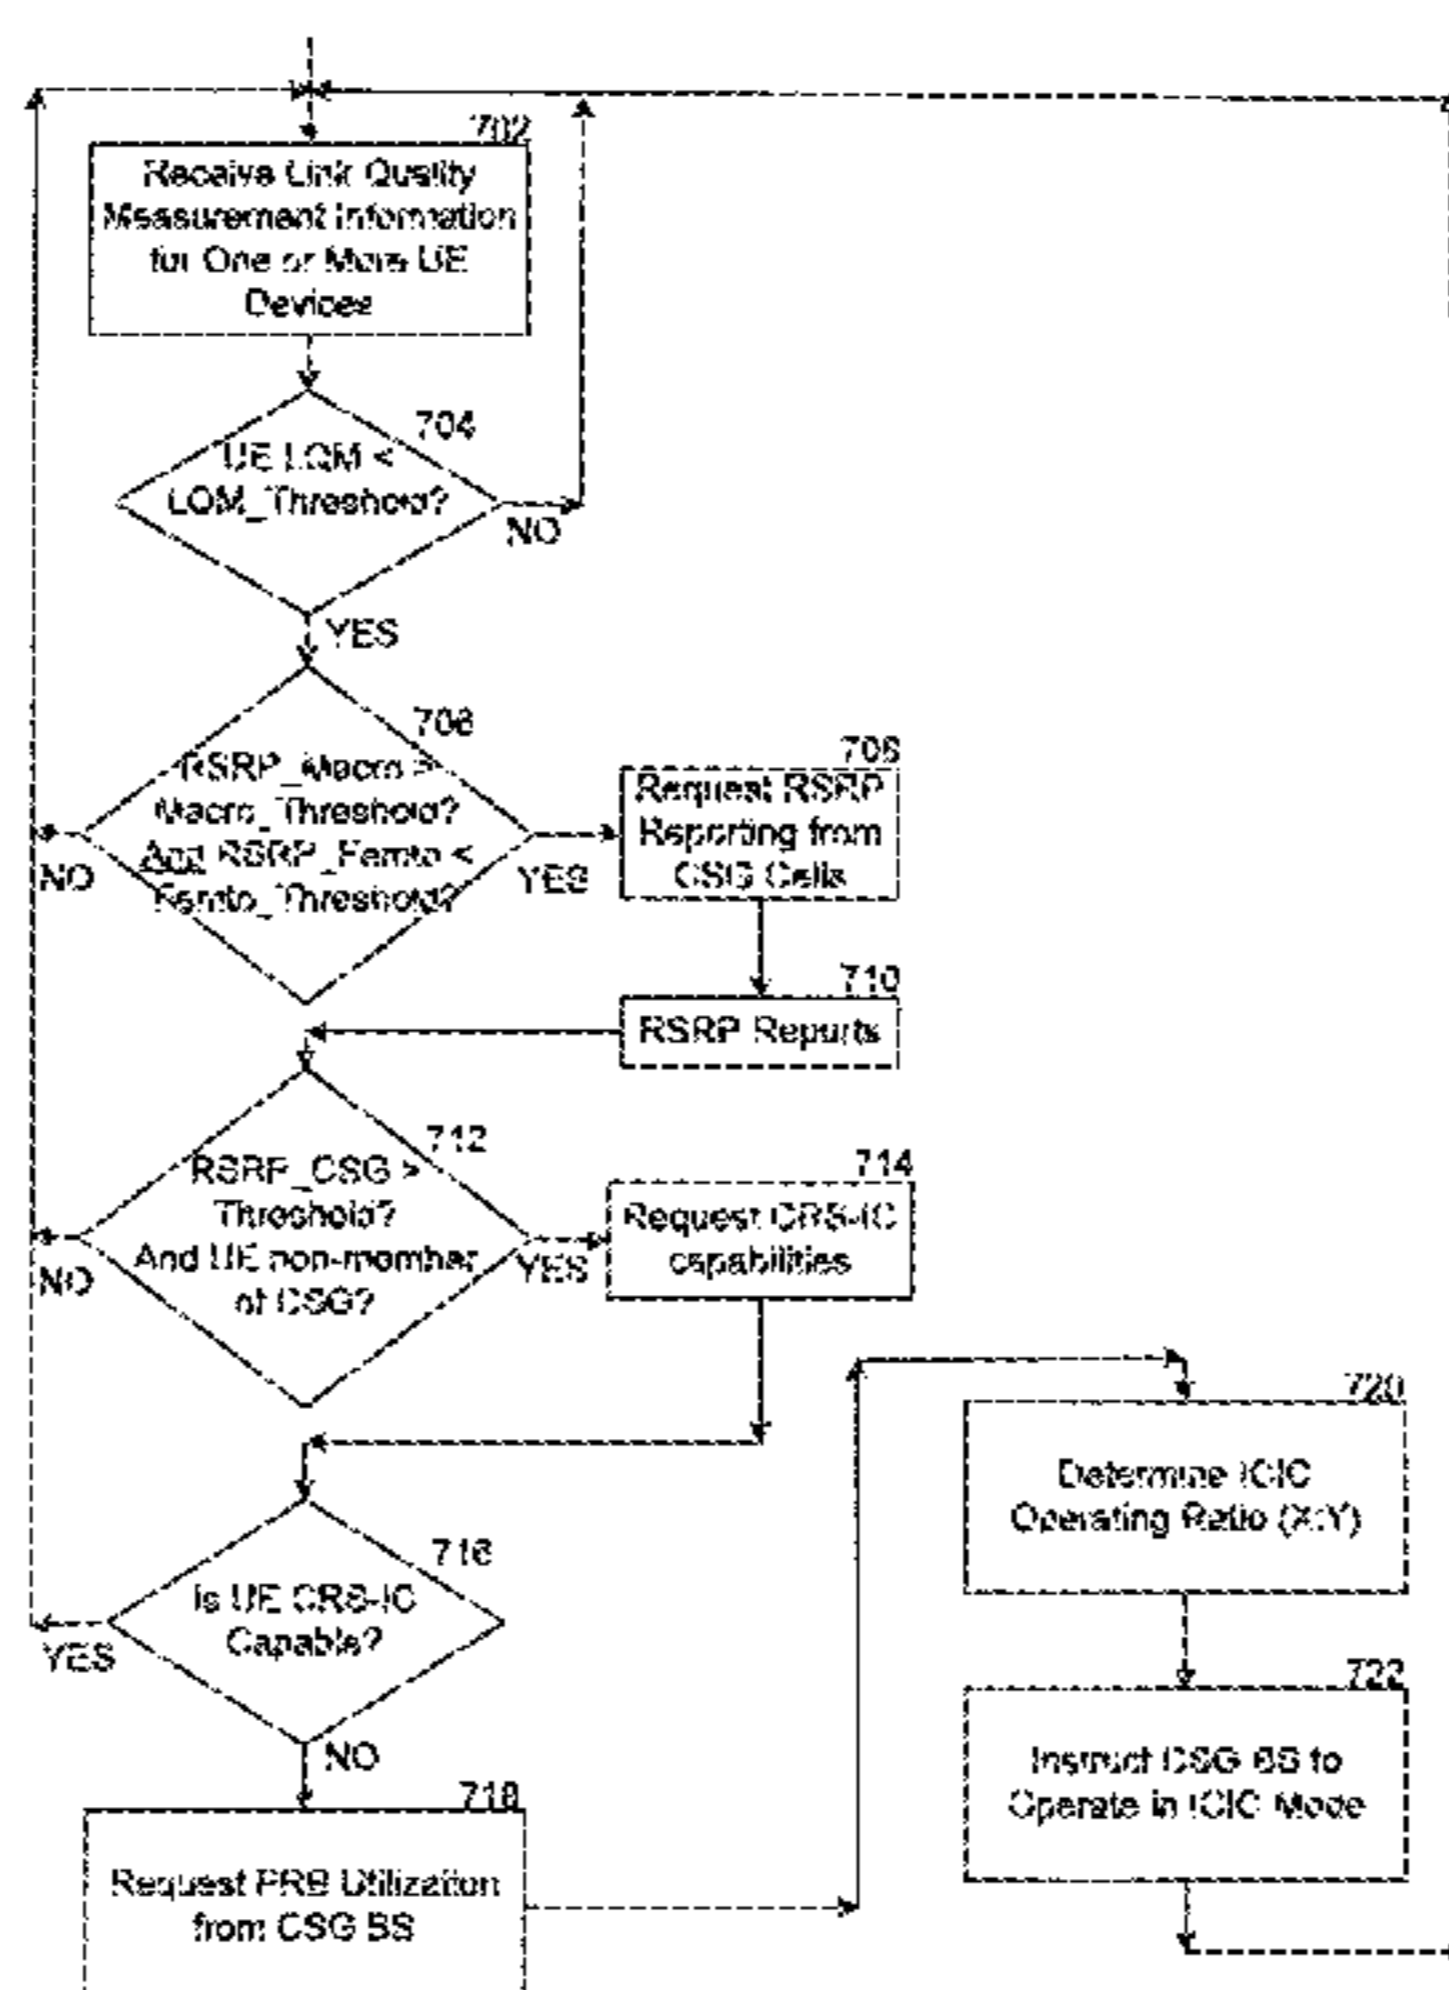 702
Receive Link Quality
Measurement Information
for One or More UE
Devices
704
UE LQM <
LQM_Threshold?
NO
YES
706
RSRP_Macro >
Macro_Threshold?
And RSRP_Femto <
Femto_Threshold?
NO
YES
708
Request RSRP
Reporting from
CSG Cells
710
RSRP Reports
712
RSRP_CSG >
Threshold?
And UE non-member
of CSG?
NO
YES
714
Request CRS-IC
capabilities
716
Is UE CRS-IC
Capable?
YES
NO
718
Request PRB Utilization
from CSG BS
720
Determine ICIC
Operating Ratio (X:Y)
722
Instruct CSG BS to
Operate in ICIC Mode